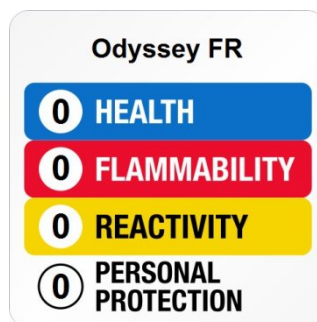 Odyssey FR
0 HEALTH
0 FLAMMABILITY
0 REACTIVITY
0 PERSONAL
PROTECTION